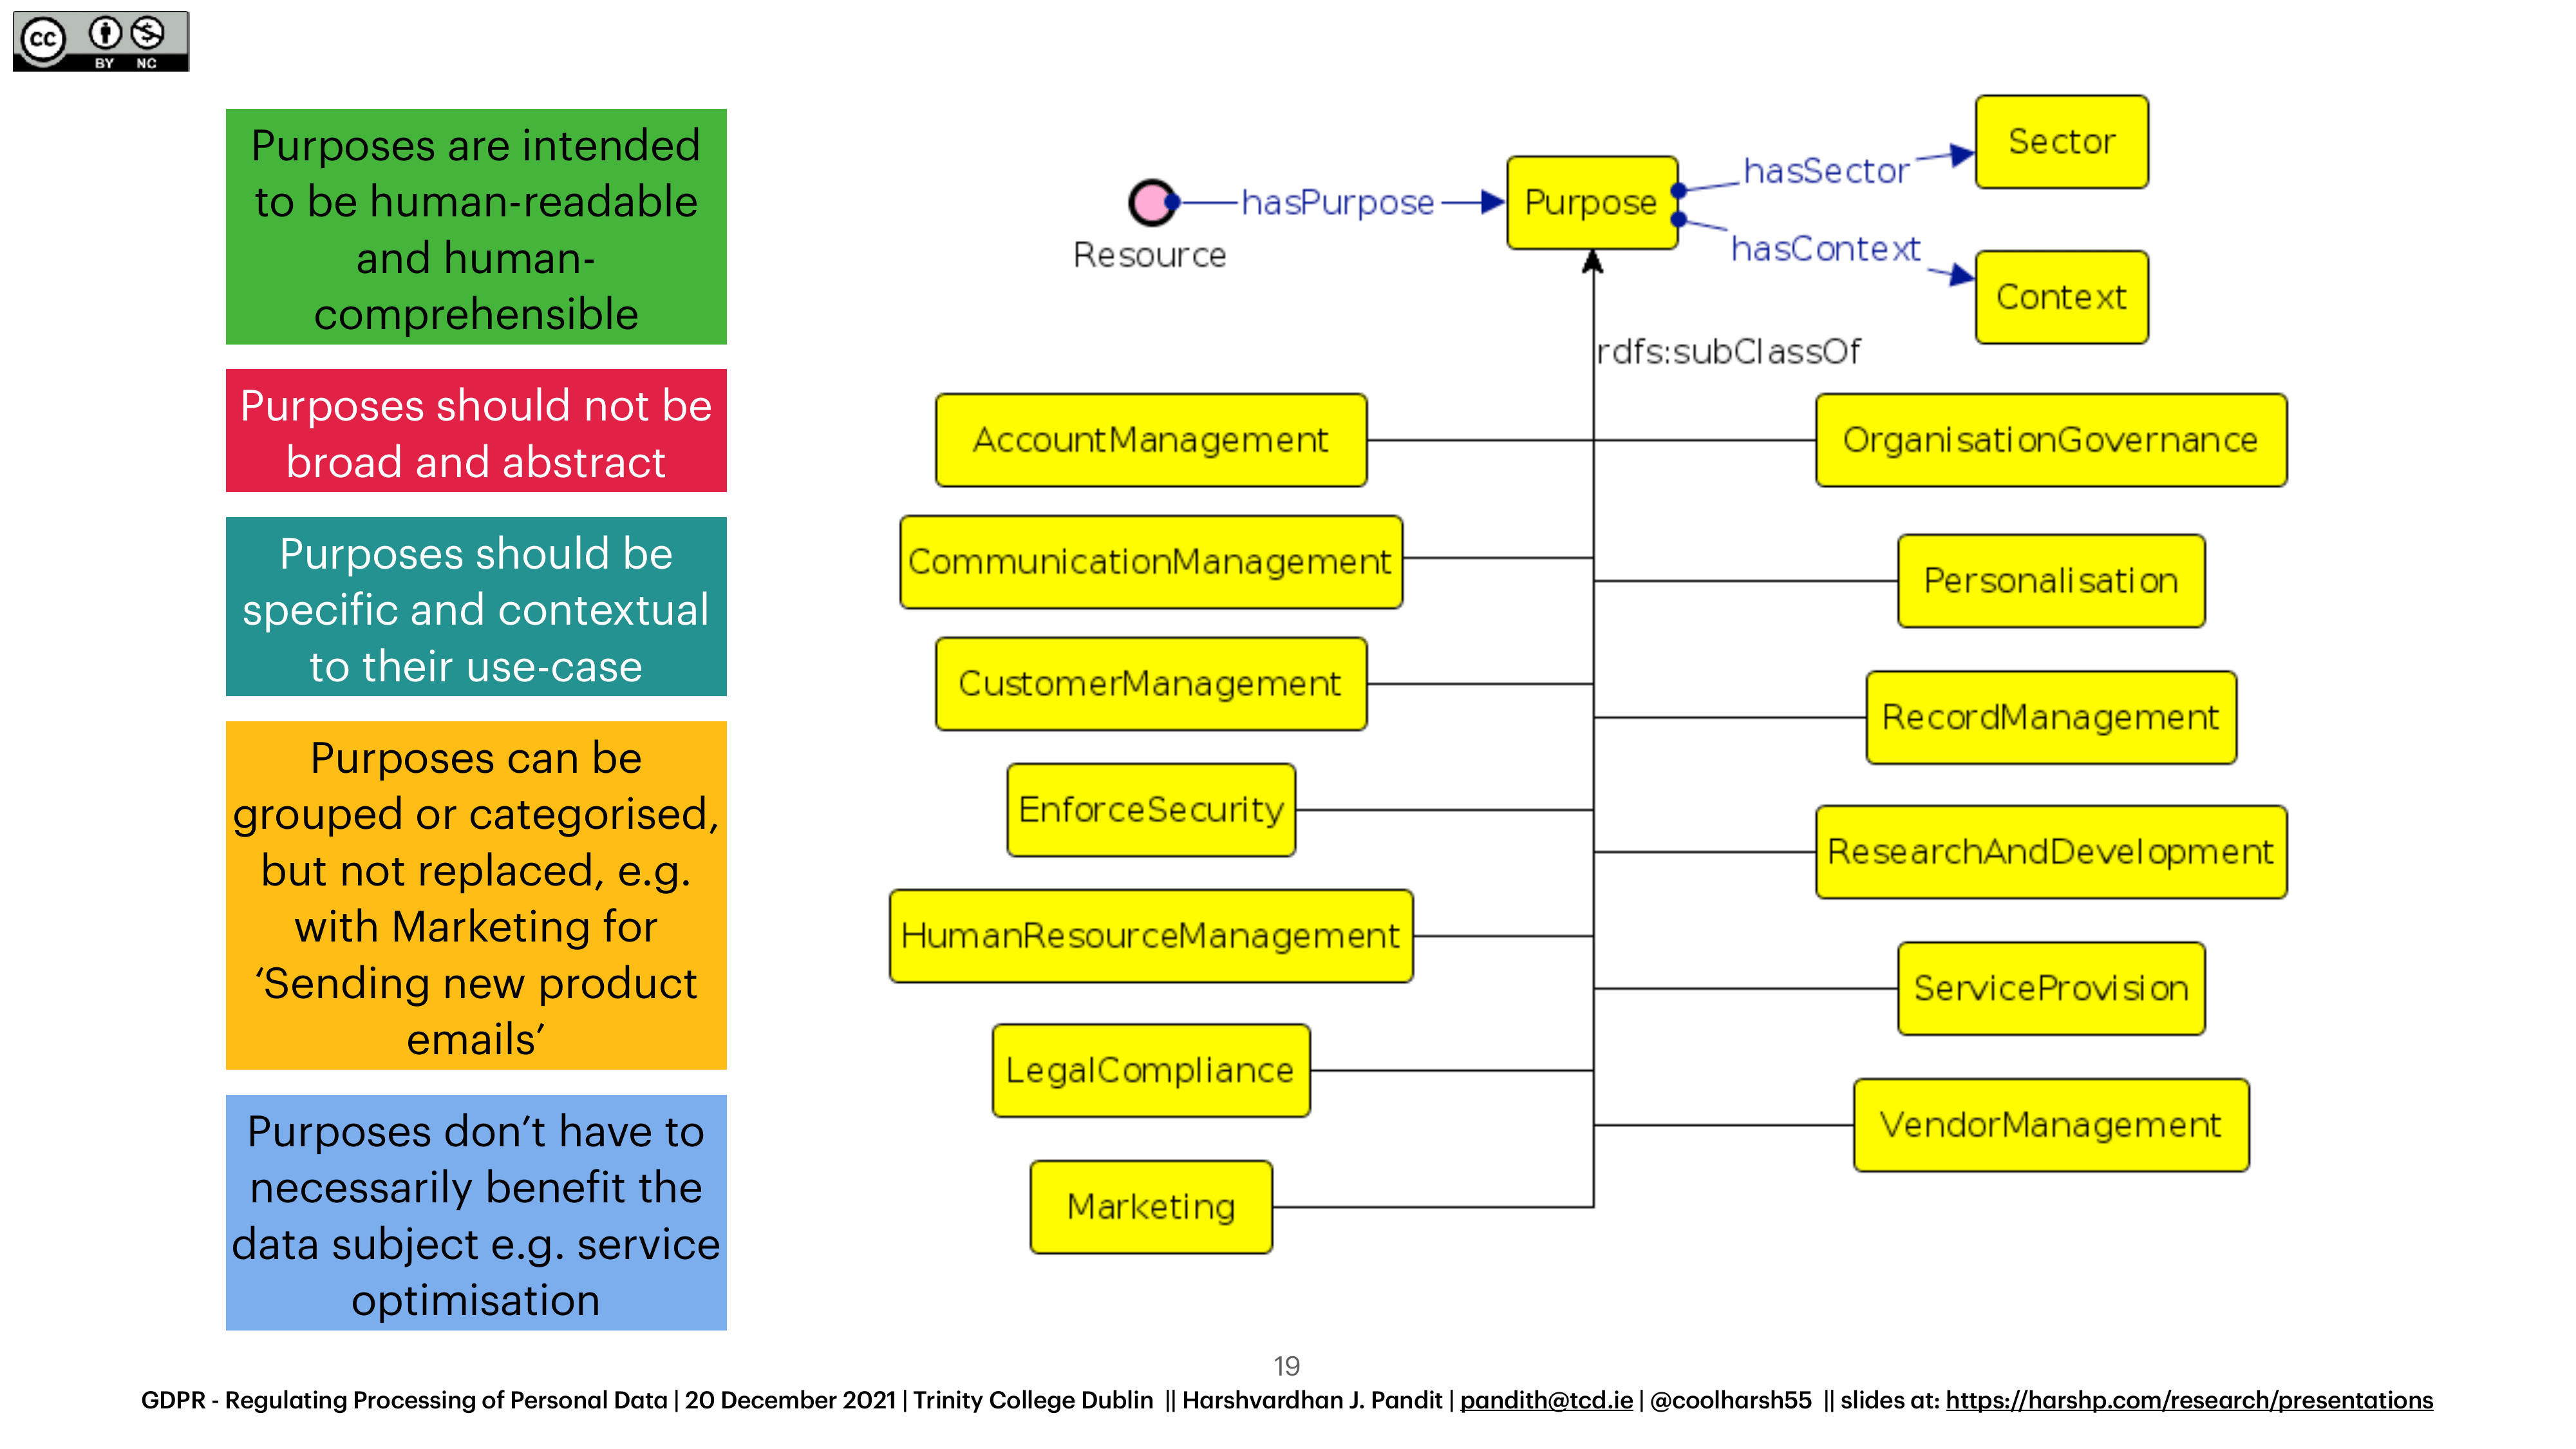 cc
BY NC
Purposes are intended
to be human-readable
and human-
comprehensible
Purposes should not be
broad and abstract
Purposes should be
specific and contextual
to their use-case
Purposes can be
grouped or categorised,
but not replaced, e.g.
with Marketing for
‘Sending new product
emails’
Purposes don’t have to
necessarily benefit the
data subject e.g. service
optimisation
Resource
hasPurpose
Purpose
hasSector
Sector
hasContext
Context
rdfs:subClassOf
AccountManagement
CommunicationManagement
CustomerManagement
EnforceSecurity
HumanResourceManagement
LegalCompliance
Marketing
OrganisationGovernance
Personalisation
RecordManagement
ResearchAndDevelopment
ServiceProvision
VendorManagement
19
GDPR - Regulating Processing of Personal Data | 20 December 2021 | Trinity College Dublin || Harshvardhan J. Pandit | pandith@tcd.ie | @coolharsh55 || slides at: https://harshp.com/research/presentations